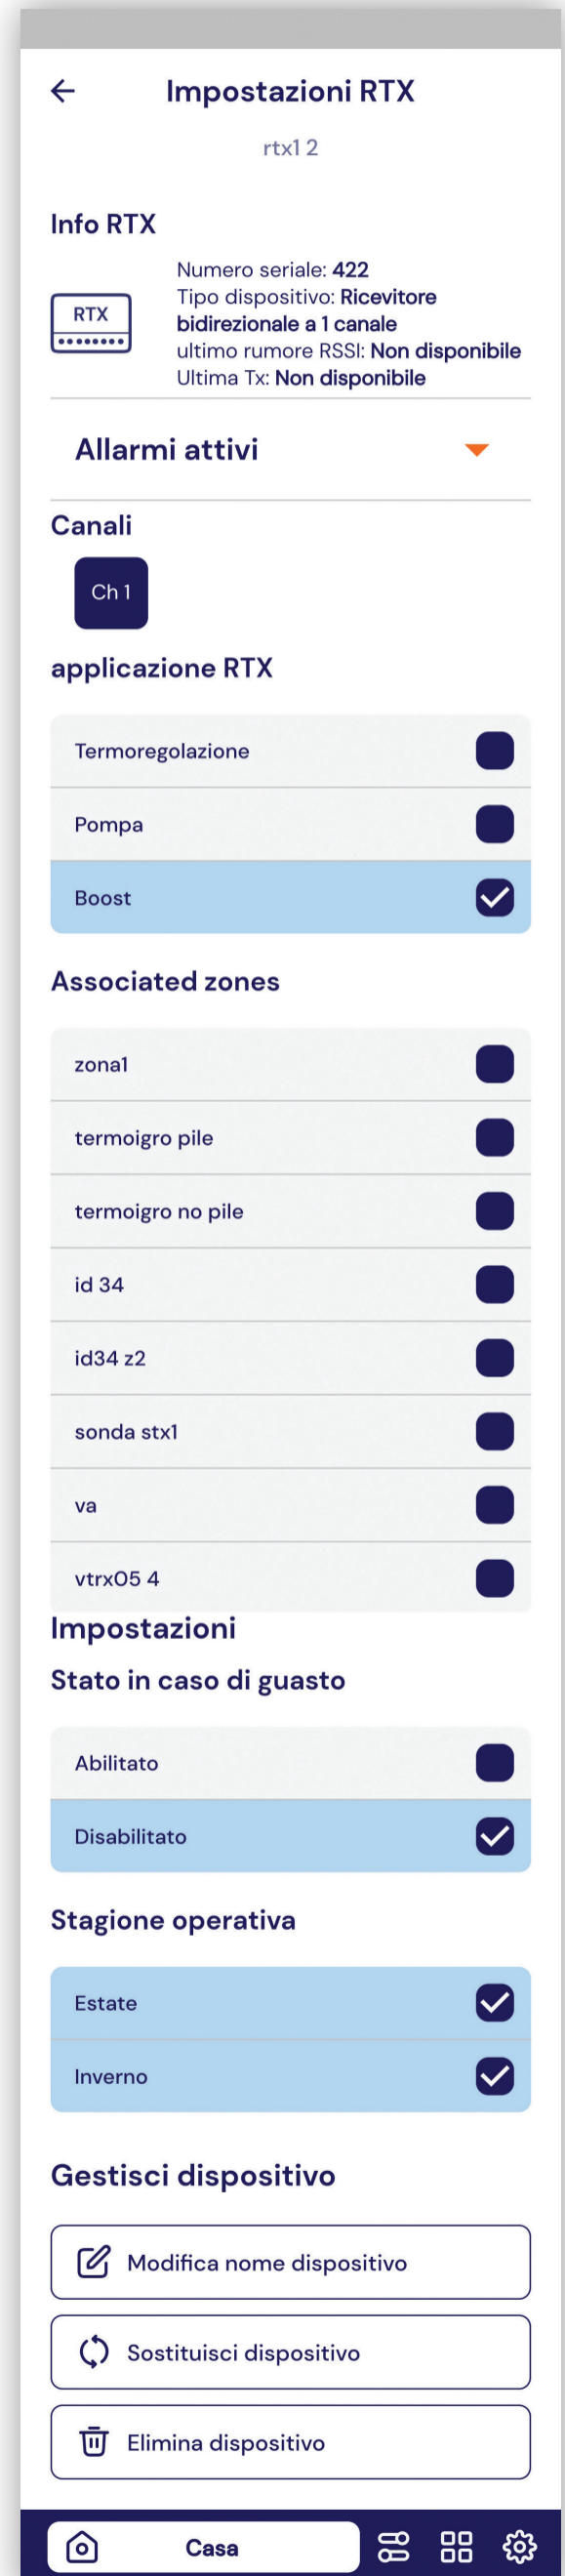 Impostazioni RTX
rtx1 2
Info RTX
RTX
Numero seriale: 422
Tipo dispositivo: Ricevitore
bidirezionale a 1 canale
ultimo rumore RSSI: Non disponibile
Ultima Tx: Non disponibile
Allarmi attivi
Canali
Ch 1
applicazione RTX
Termoregolazione
Pompa
Boost
Associated zones
zona1
termoigro pile
termoigro no pile
id 34
id34 z2
sonda stx1
va
vtrx05 4
Impostazioni
Stato in caso di guasto
Abilitato
Disabilitato
Stagione operativa
Estate
Inverno
Gestisci dispositivo
Modifica nome dispositivo
Sostituisci dispositivo
Elimina dispositivo
Casa